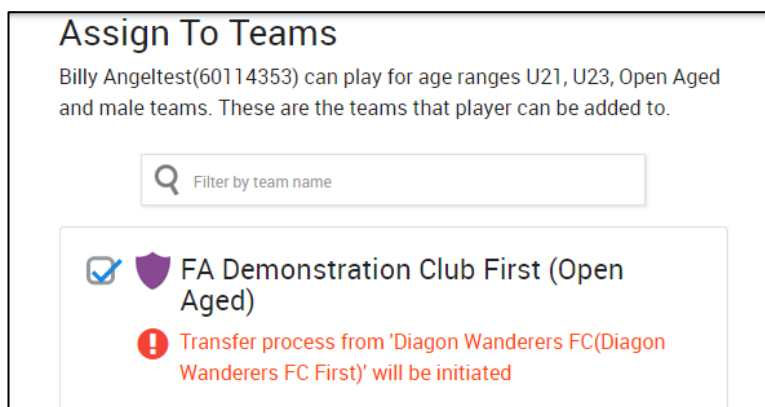 Assign To Teams
Billy Angeltest(60114353) can play for age ranges U21, U23, Open Aged
and male teams. These are the teams that player can be added to.
Filter by team name
FA Demonstration Club First (Open
Aged)
Transfer process from 'Diagon Wanderers FC(Diagon
Wanderers FC First)' will be initiated